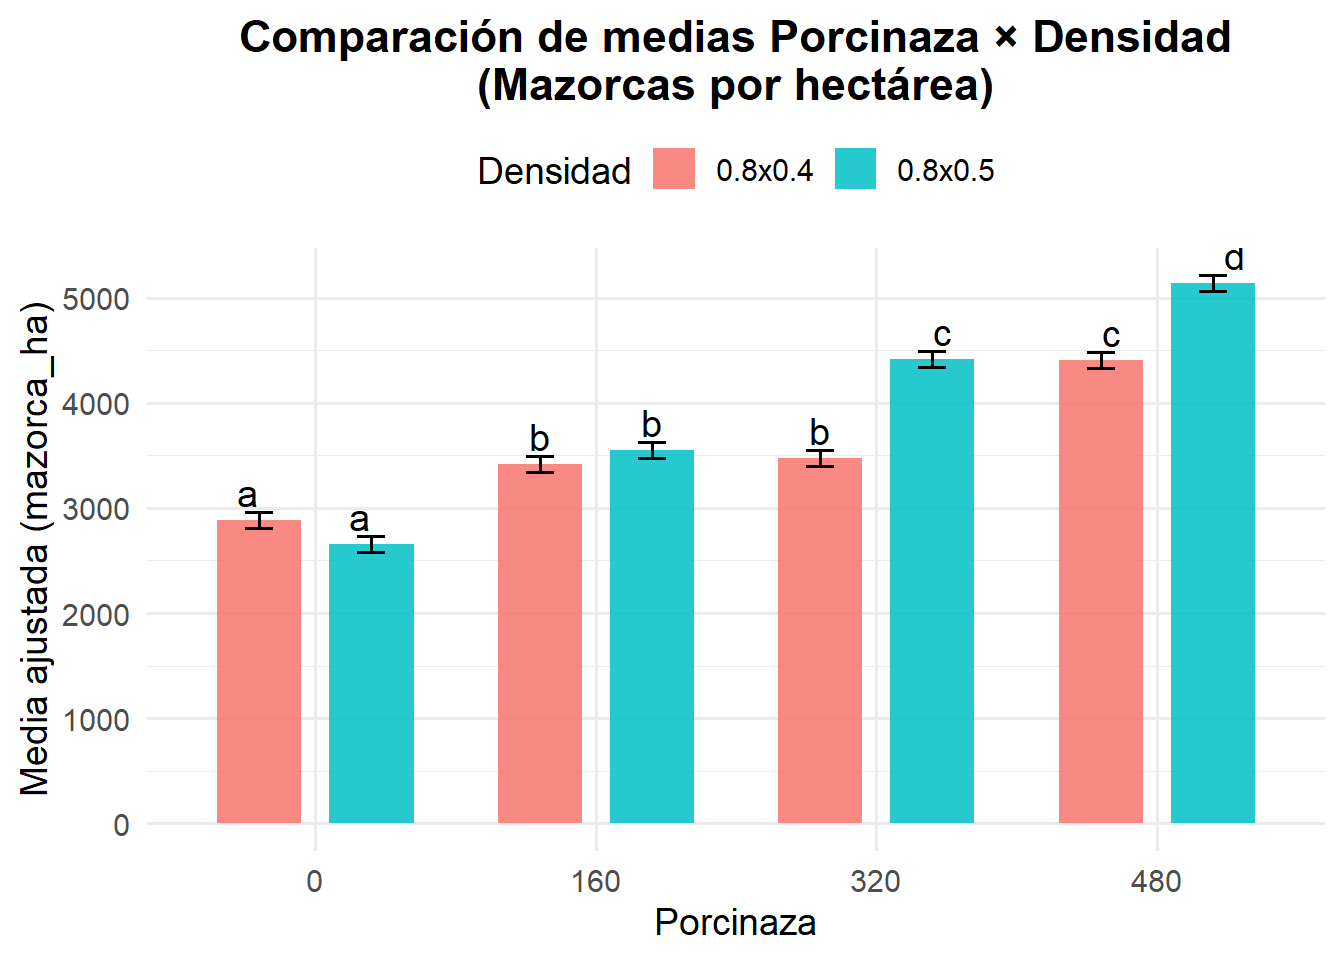 Comparación de medias Porcinaza × Densidad
(Mazorcas por hectárea)
Densidad 0.8x0.4 0.8x0.5
Media ajustada (mazorca_ha)
5000
4000
3000
2000
1000
0
a a b b b c c d
0 160 320 480
Porcinaza